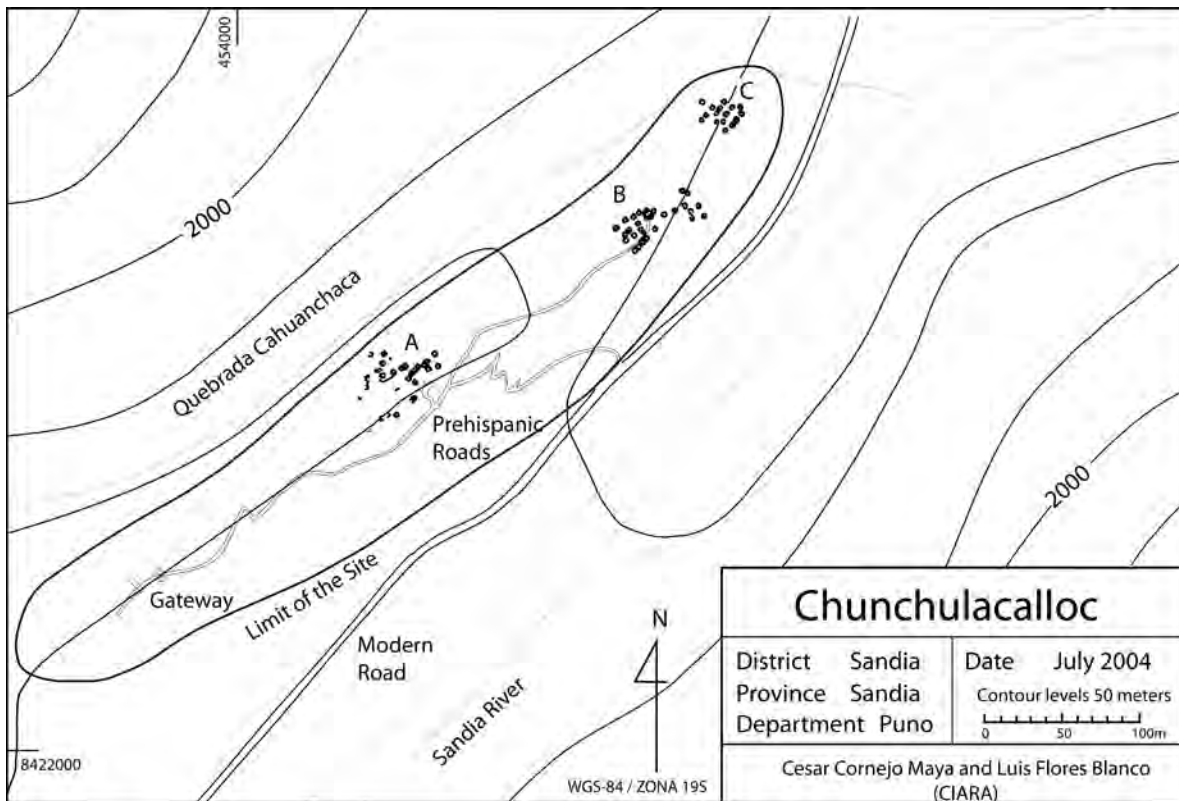 454000
C
B
2000
Quebrada Cahuanchaca
A
Prehispanic
Roads
2000
Gateway
Limit of the Site
Modern
Road
Sandia River
N
8422000
WGS-84 / ZONA 19S
Chunchulacalloc
District Sandia
Province Sandia
Department Puno
Date July 2004
Contour levels 50 meters
0 50 100m
Cesar Cornejo Maya and Luis Flores Blanco
(CIARA)